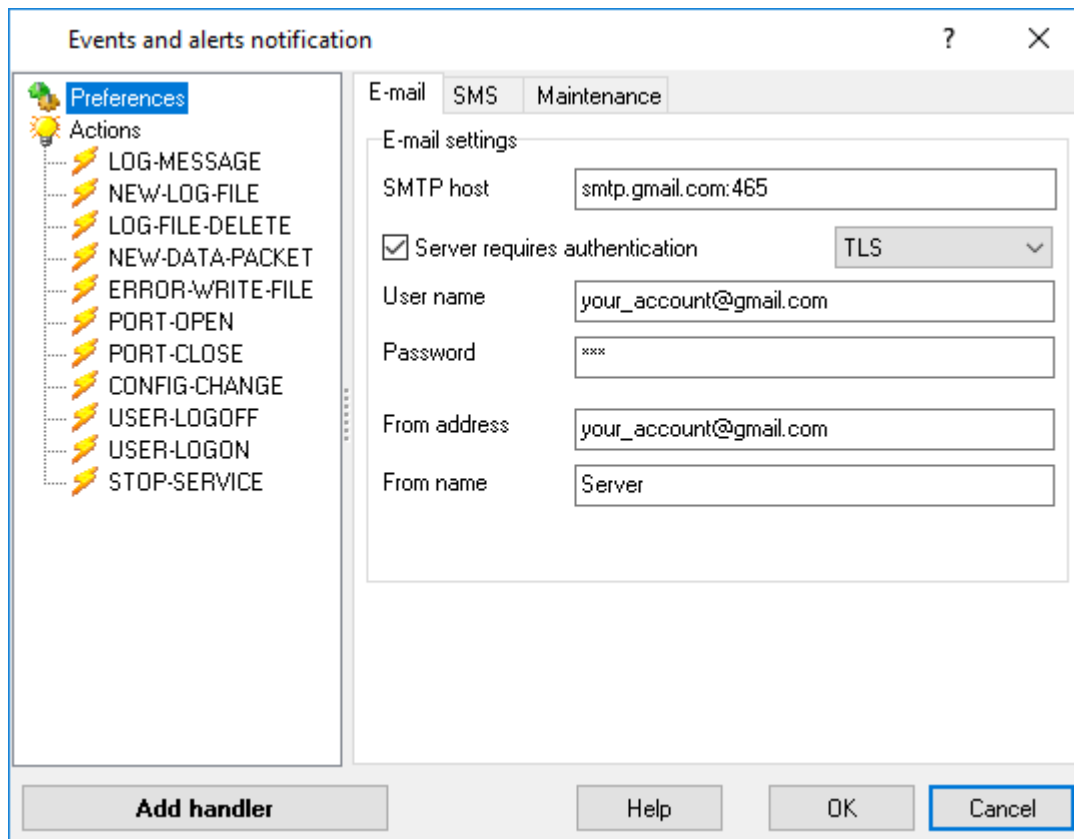 Events and alerts notification
?
Preferences
Actions
LOG-MESSAGE
NEW-LOG-FILE
LOG-FILE-DELETE
NEW-DATA-PACKET
ERROR-WRITE-FILE
PORT-OPEN
PORT-CLOSE
CONFIG-CHANGE
USER-LOGOFF
USER-LOGON
STOP-SERVICE
E-mail SMS Maintenance
E-mail settings
SMTP host smtp.gmail.com:465
Server requires authentication TLS
User name your_account@gmail.com
Password ***
From address your_account@gmail.com
From name Server
Add handler Help OK Cancel